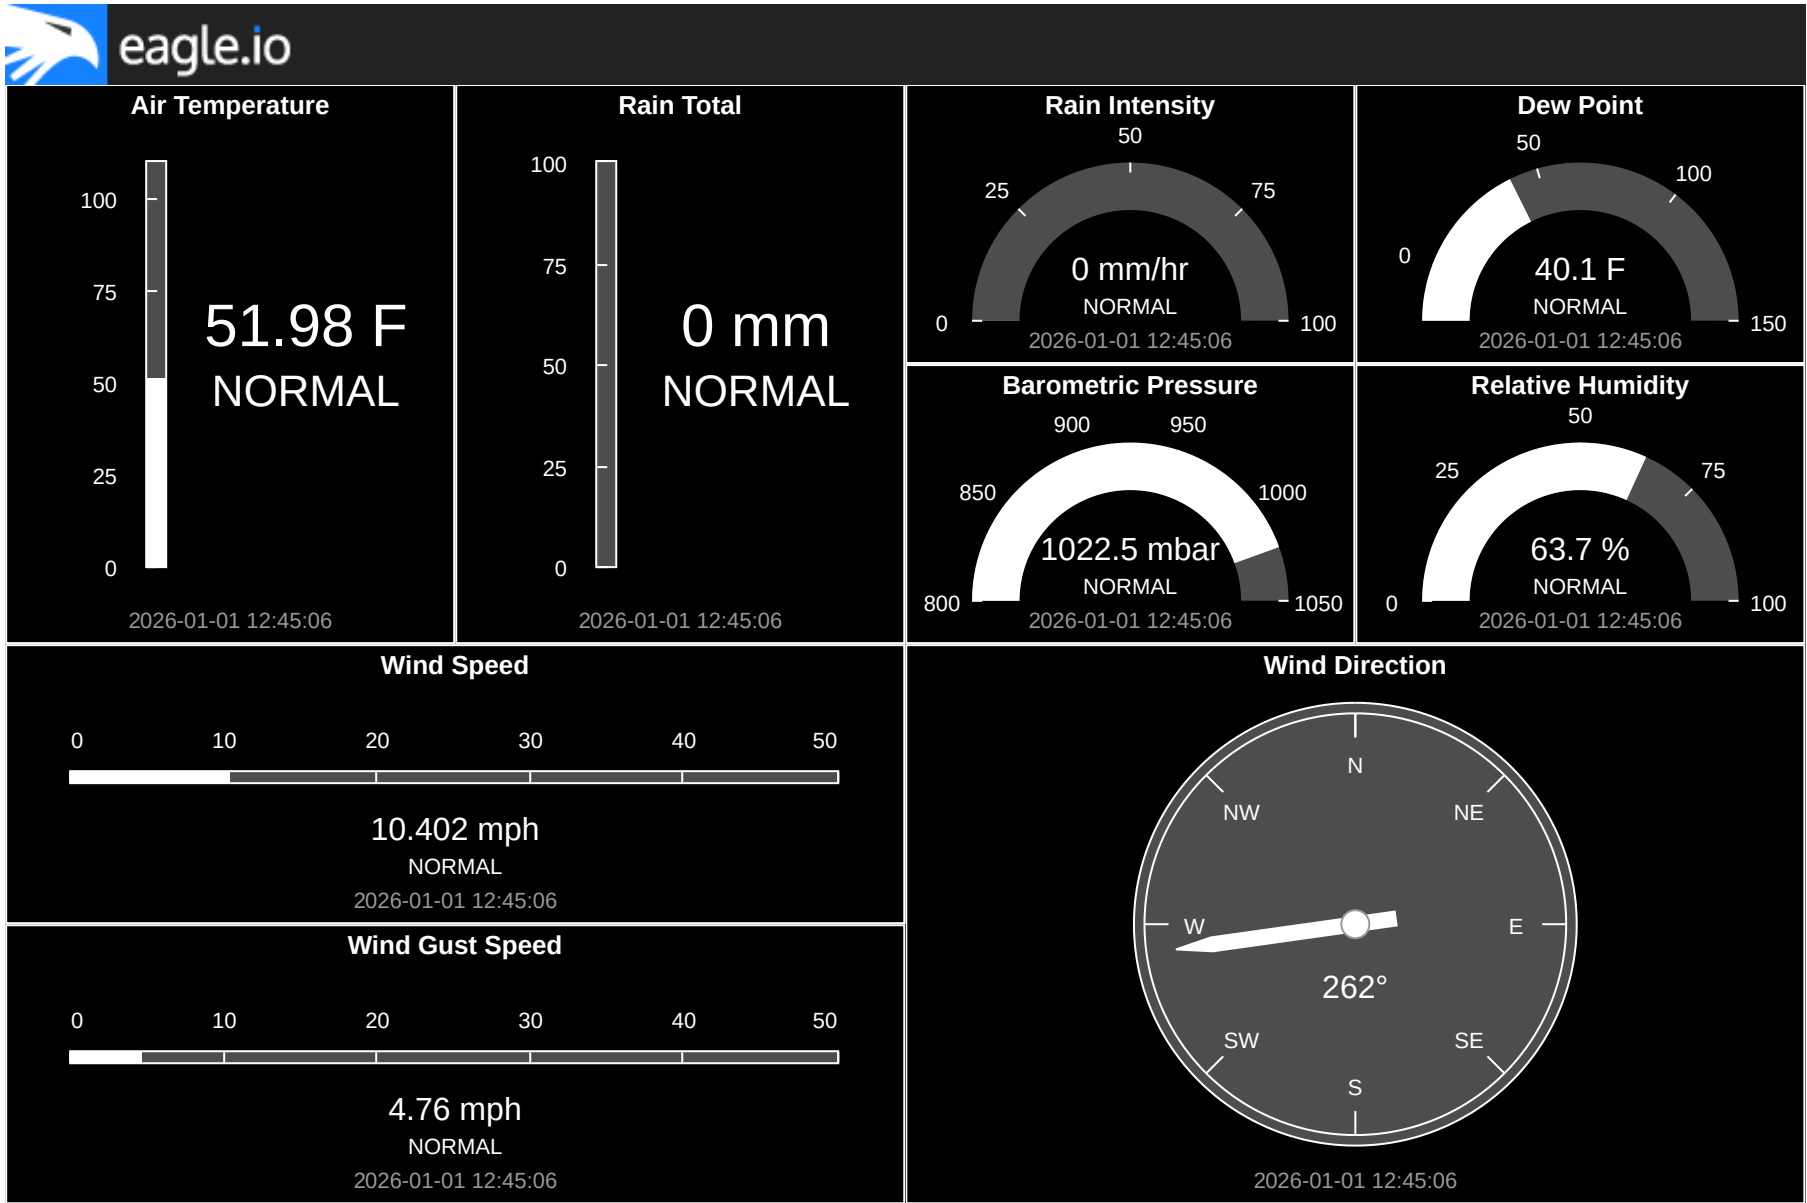 eagle.io
Air Temperature
100
75
50
25
0
51.98 F
NORMAL
2026-01-01 12:45:06
Rain Total
100
75
50
25
0
0 mm
NORMAL
2026-01-01 12:45:06
Rain Intensity
0
25
50
75
100
0 mm/hr
NORMAL
2026-01-01 12:45:06
Dew Point
0
50
100
150
40.1 F
NORMAL
2026-01-01 12:45:06
Barometric Pressure
800
850
900
950
1000
1050
1022.5 mbar
NORMAL
2026-01-01 12:45:06
Relative Humidity
0
25
50
75
100
63.7 %
NORMAL
2026-01-01 12:45:06
Wind Speed
0 10 20 30 40 50
10.402 mph
NORMAL
2026-01-01 12:45:06
Wind Gust Speed
0 10 20 30 40 50
4.76 mph
NORMAL
2026-01-01 12:45:06
Wind Direction
N
NW NE
W E
262°
SW SE
S
2026-01-01 12:45:06